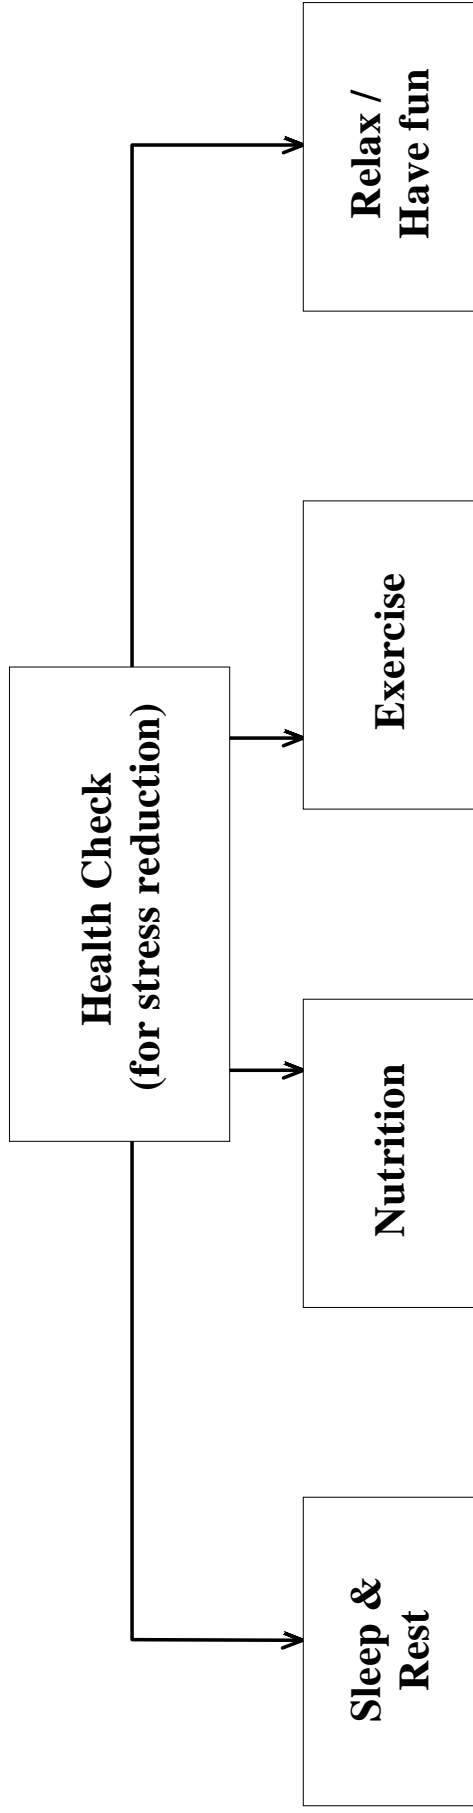 Health Check
(for stress reduction)
Sleep &
Rest
Nutrition
Exercise
Relax /
Have fun